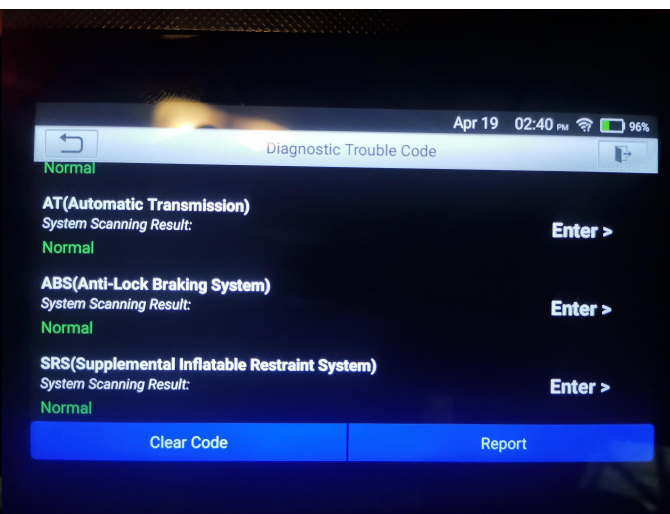 Apr 19 02:40 PM 96%
Diagnostic Trouble Code
Normal
AT(Automatic Transmission)
System Scanning Result:
Enter >
Normal
ABS(Anti-Lock Braking System)
System Scanning Result:
Enter >
Normal
SRS(Supplemental Inflatable Restraint System)
System Scanning Result:
Enter >
Normal
Clear Code
Report